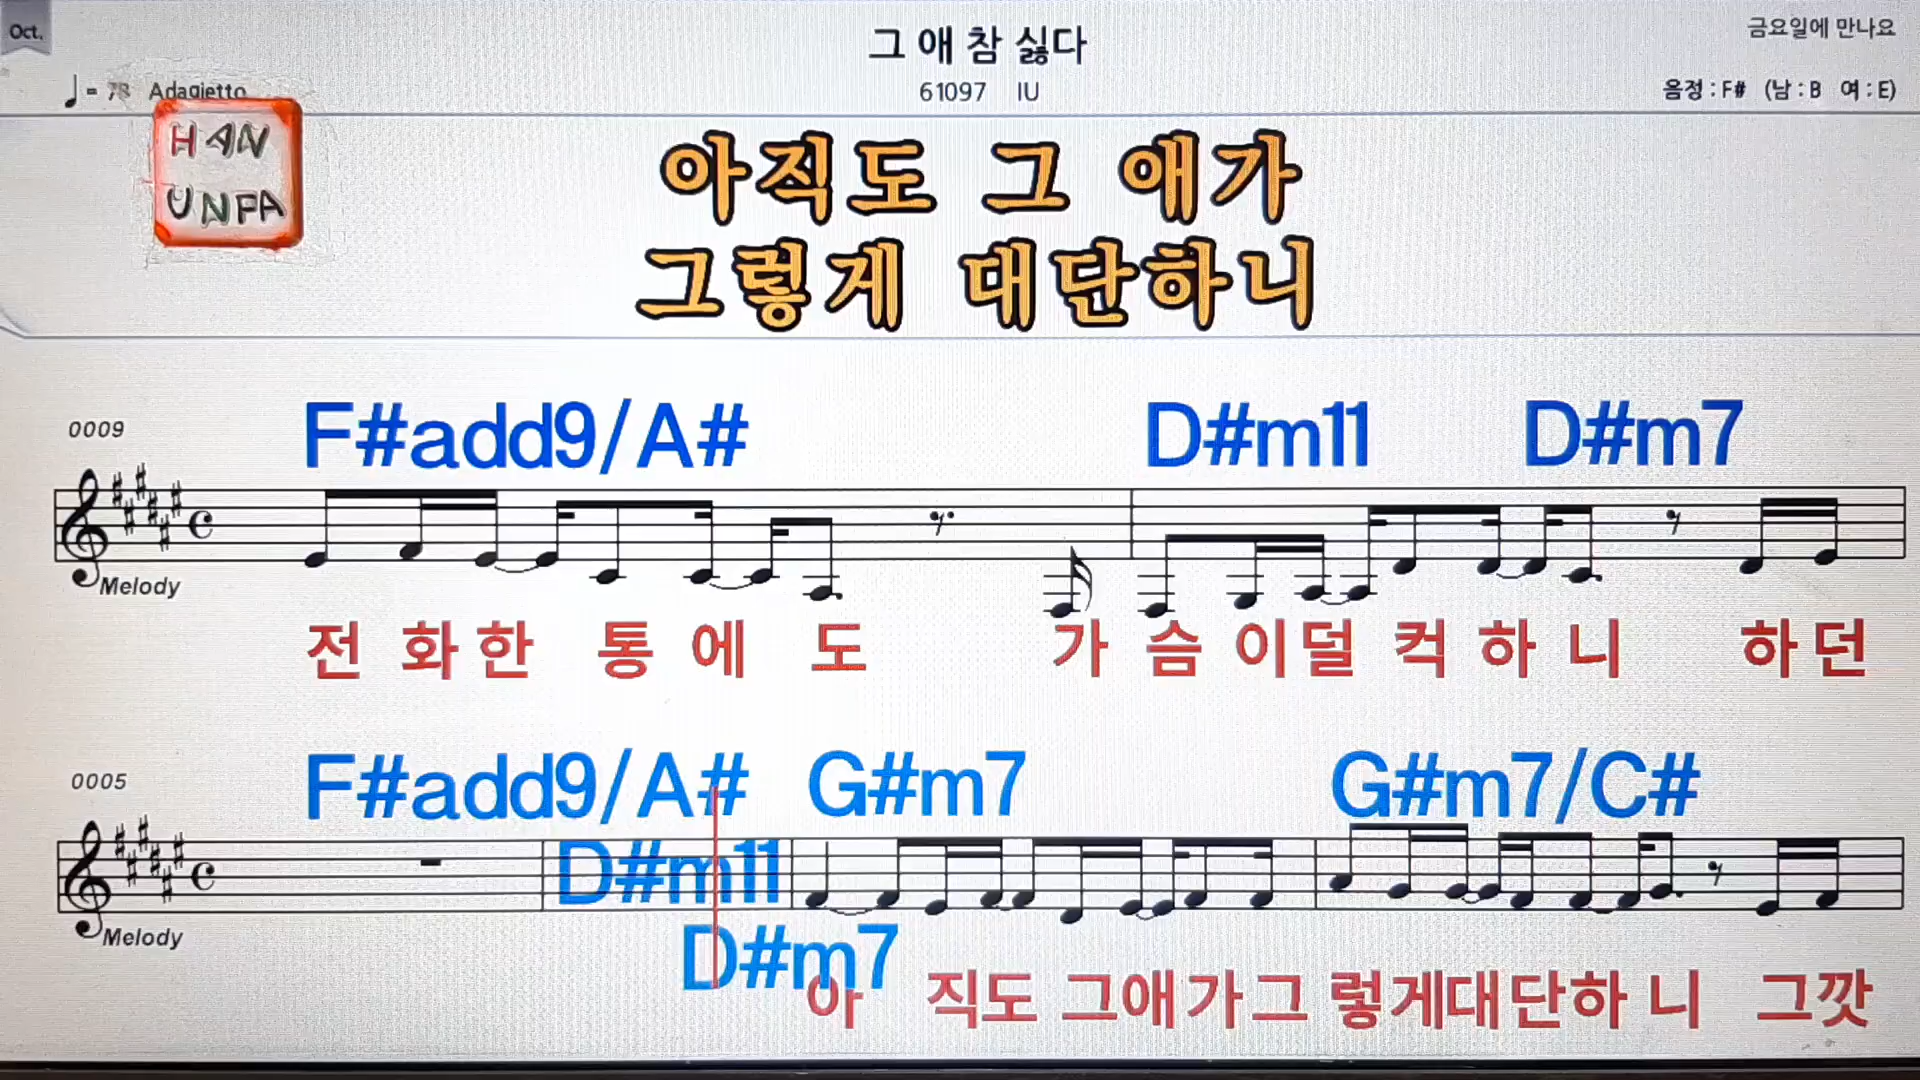 Oct.
그 애 참 싫다
금요일에 만나요
♩ = 78 Adagietto
61097 IU
음정 : F# (남 : B 여 : E)
HAN
UNFA
아직도 그 애가
그렇게 대단하니
0009
F#add9/A# D#m11 D#m7
Melody
전 화 한 통 에 도 가 슴 이 덜 컥 하 니 하 던
0005
F#add9/A# G#m7 G#m7/C#
D#m11
Melody
D#m7
아 직도 그애가그 렇게대단하 니 그깟